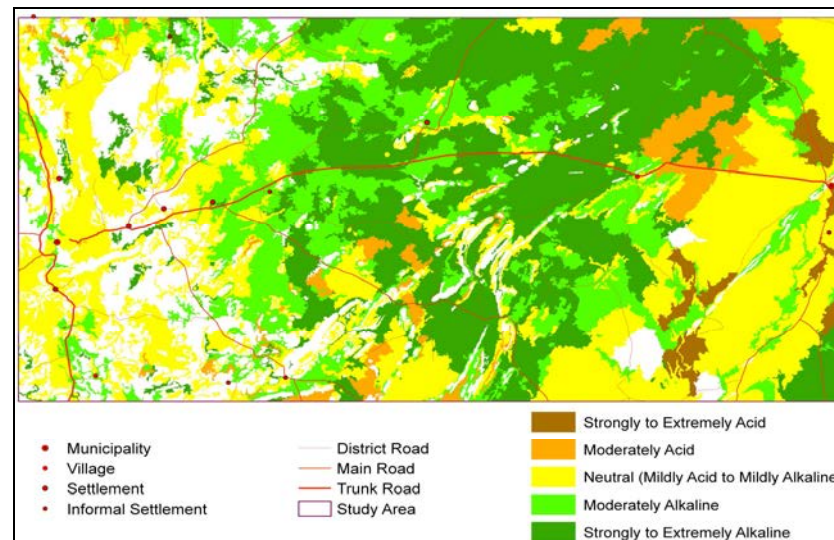 Municipality
Village
Settlement
Informal Settlement
District Road
Main Road
Trunk Road
Study Area
Strongly to Extremely Acid
Moderately Acid
Neutral (Mildly Acid to Mildly Alkaline
Moderately Alkaline
Strongly to Extremely Alkaline